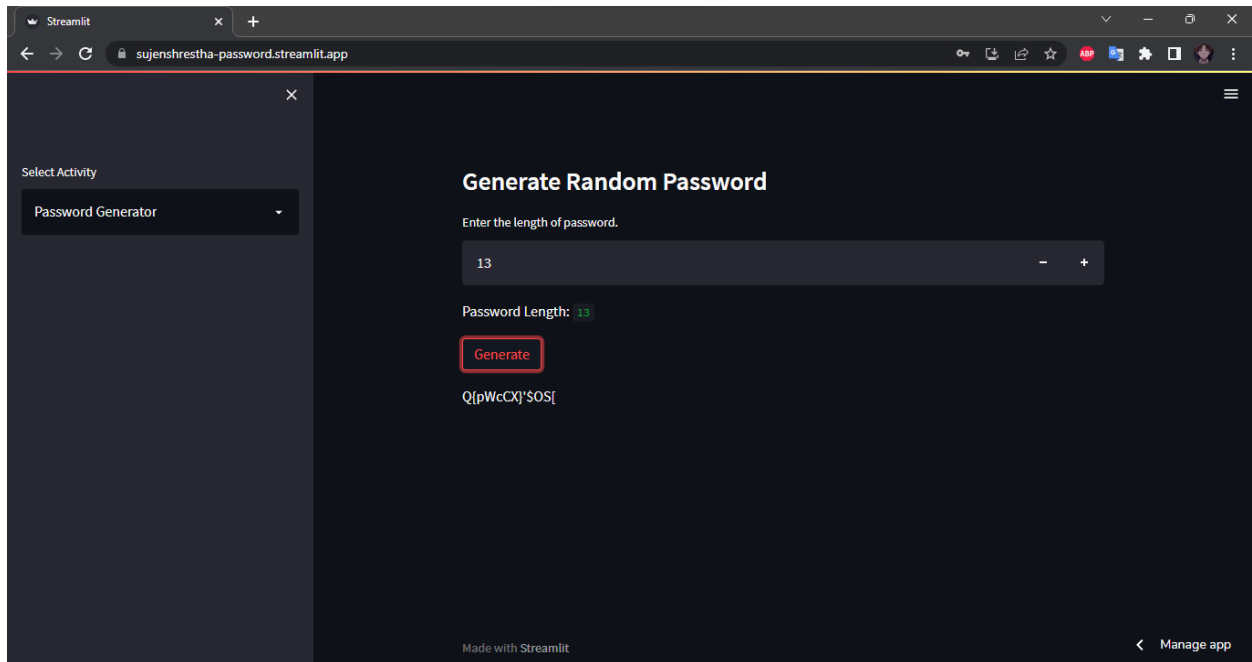 Streamlit
sujenshrestha-password.streamlit.app
ABP
Select Activity
Password Generator
Generate Random Password
Enter the length of password.
13
Password Length: 13
Generate
Q{pWcCX}'$OS[
Made with Streamlit
Manage app